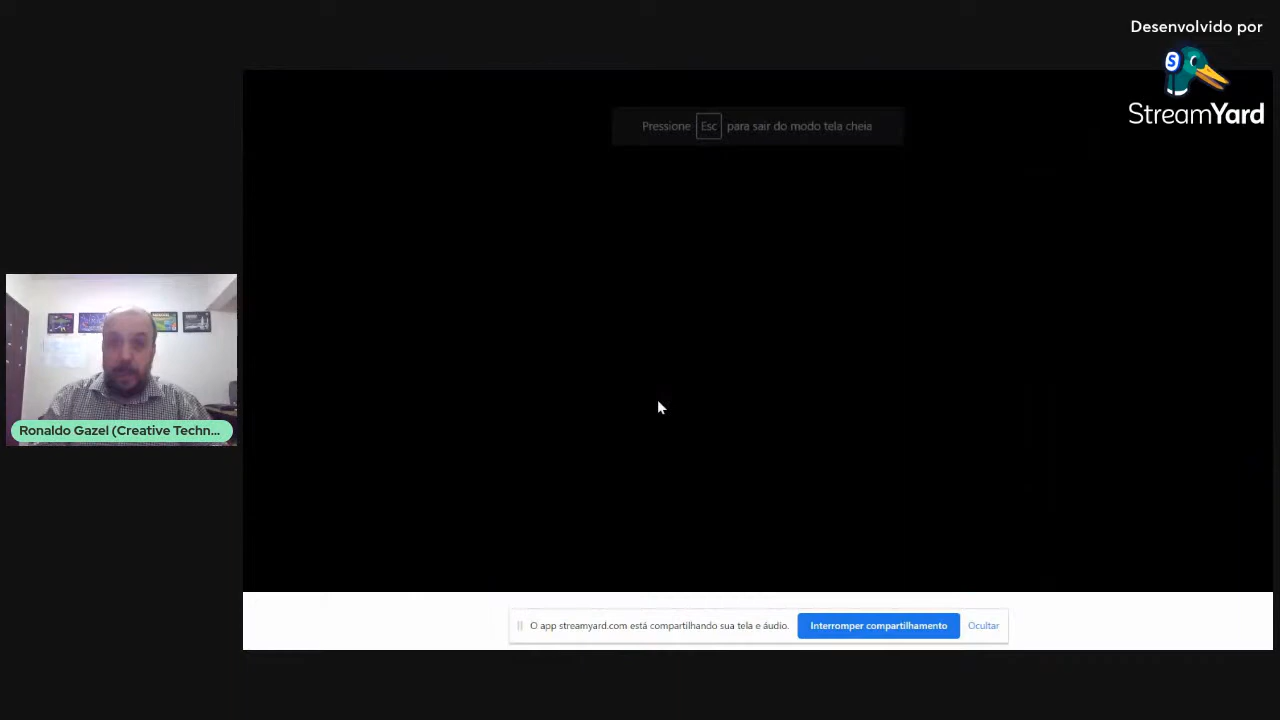 Desenvolvido por
StreamYard
Pressione Esc para sair do modo tela cheia
Ronaldo Gazel (Creative Techn...
O app streamyard.com está compartilhando sua tela e áudio.
Interromper compartilhamento
Ocultar